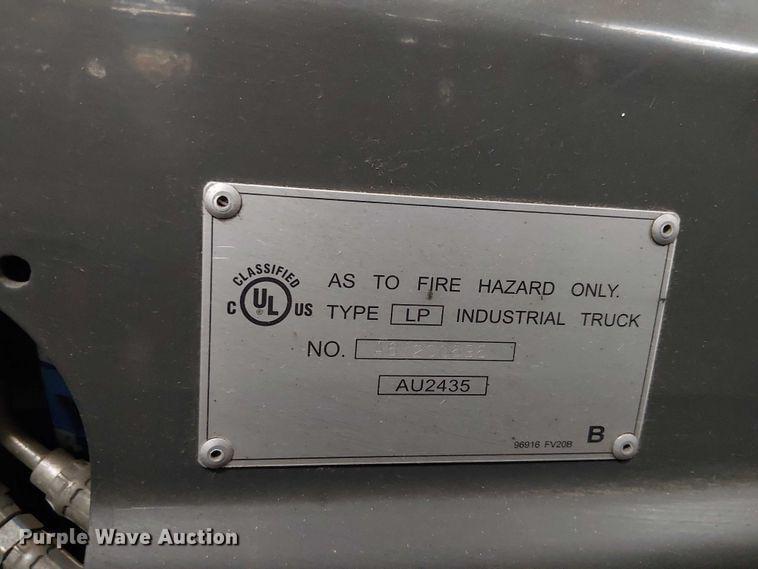 CLASSIFIED
C UL US
®
AS TO FIRE HAZARD ONLY.
TYPE LP INDUSTRIAL TRUCK
NO.
AU2435
96916 FV20B
B
Purple Wave Auction